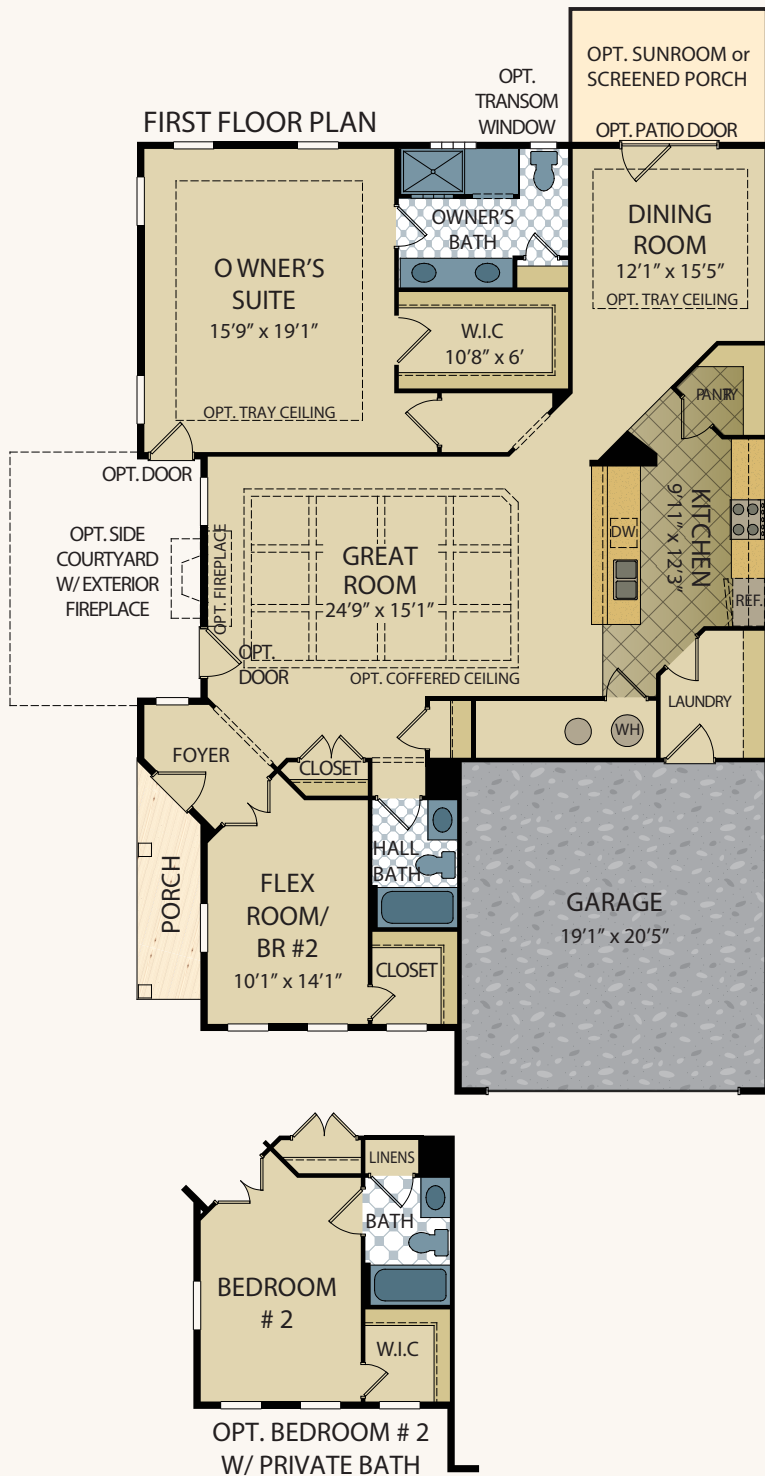 OPT. SUNROOM or
SCREENED PORCH
OPT.
TRANSOM
WINDOW
FIRST FLOOR PLAN
OPT. PATIO DOOR
OWNER'S
BATH
DINING
ROOM
12'1" x 15'5"
OPT. TRAY CEILING
OWNER'S
SUITE
15'9" x 19'1"
W.I.C
10'8" x 6'
OPT. TRAY CEILING
PANTRY
OPT. DOOR
KITCHEN
9'11" x 12'3"
DW
REF.
OPT. SIDE
COURTYARD
W/ EXTERIOR
FIREPLACE
OPT. FIREPLACE
GREAT
ROOM
24'9" x 15'1"
OPT.
DOOR
OPT. COFFERED CEILING
LAUNDRY
WH
FOYER
CLOSET
HALL
BATH
PORCH
FLEX
ROOM/
BR #2
10'1" x 14'1"
CLOSET
GARAGE
19'1" x 20'5"
LINENS
BATH
BEDROOM
# 2
W.I.C
OPT. BEDROOM # 2
W/ PRIVATE BATH